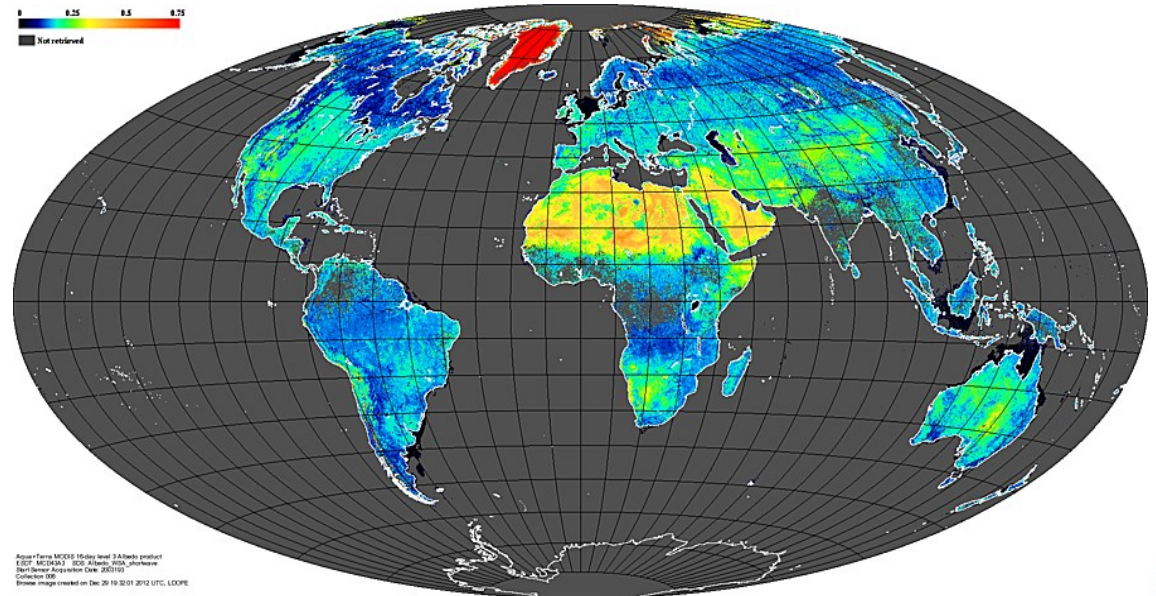 0 0.25 0.5 0.75
Not retrieved
Aqua+Terra MODIS 16-day level 3 Albedo product
ESDT: MCD43A3 SDS: Albedo_WSA_shortwave
Start Sensor Acquisition Date: 2003193
Collection 006
Browse image created on Dec 29 19:32:01 2012 UTC, LDOPE